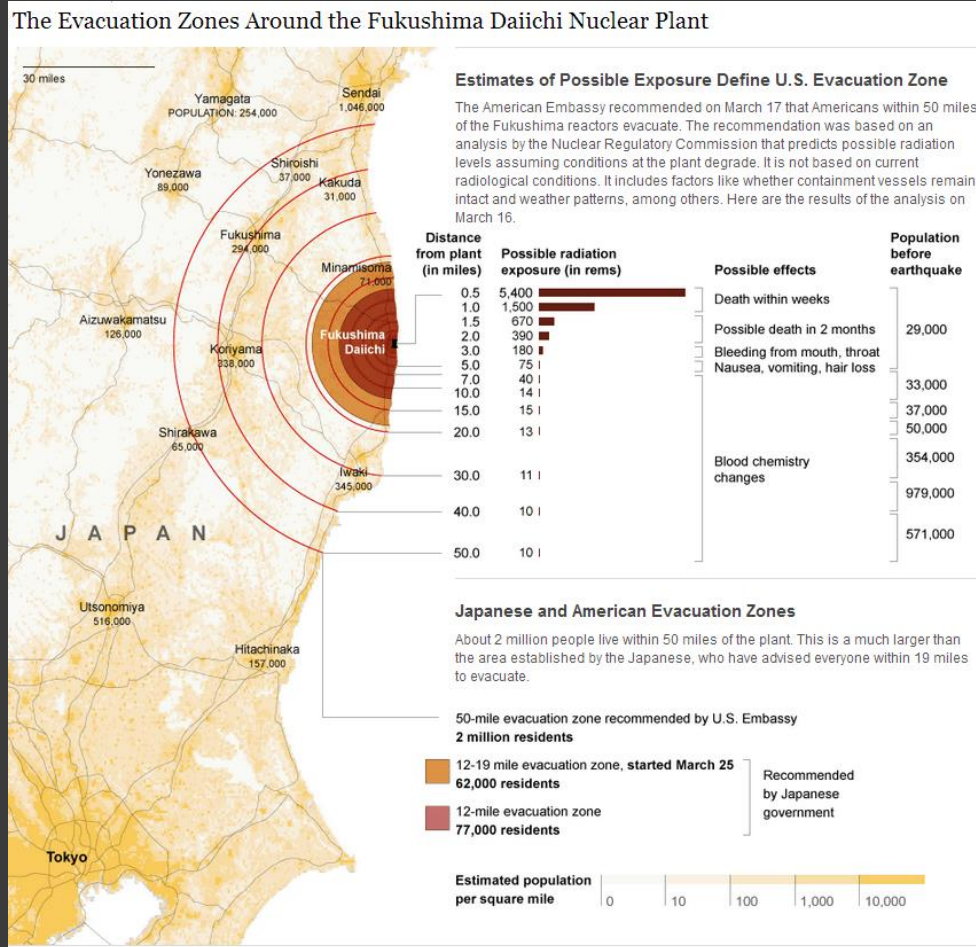 The Evacuation Zones Around the Fukushima Daiichi Nuclear Plant
30 miles
Yamagata
POPULATION: 254,000
Sendai
1,046,000
Shiroishi
37,000
Yonezawa
89,000
Kakuda
31,000
Fukushima
294,000
Minamisoma
71,000
Aizuwakamatsu
126,000
Fukushima
Daiichi
Koriyama
338,000
Shirakawa
65,000
Iwaki
345,000
JAPAN
Utsonomiya
516,000
Hitachinaka
157,000
Tokyo
Estimates of Possible Exposure Define U.S. Evacuation Zone
The American Embassy recommended on March 17 that Americans within 50 miles
of the Fukushima reactors evacuate. The recommendation was based on an
analysis by the Nuclear Regulatory Commission that predicts possible radiation
levels assuming conditions at the plant degrade. It is not based on current
radiological conditions. It includes factors like whether containment vessels remain
intact and weather patterns, among others. Here are the results of the analysis on
March 16.
Distance
from plant
(in miles)
Possible radiation
exposure (in rems)
Possible effects
Population
before
earthquake
0.5 5,400
1.0 1,500
1.5 670
2.0 390
3.0 180
5.0 75
7.0 40
10.0 14
15.0 15
20.0 13
30.0 11
40.0 10
50.0 10
Death within weeks
Possible death in 2 months
Bleeding from mouth, throat
Nausea, vomiting, hair loss
Blood chemistry
changes
29,000
33,000
37,000
50,000
354,000
979,000
571,000
Japanese and American Evacuation Zones
About 2 million people live within 50 miles of the plant. This is a much larger than
the area established by the Japanese, who have advised everyone within 19 miles
to evacuate.
50-mile evacuation zone recommended by U.S. Embassy
2 million residents
12-19 mile evacuation zone, started March 25
62,000 residents
12-mile evacuation zone
77,000 residents
Recommended
by Japanese
government
Estimated population
per square mile
0 10 100 1,000 10,000